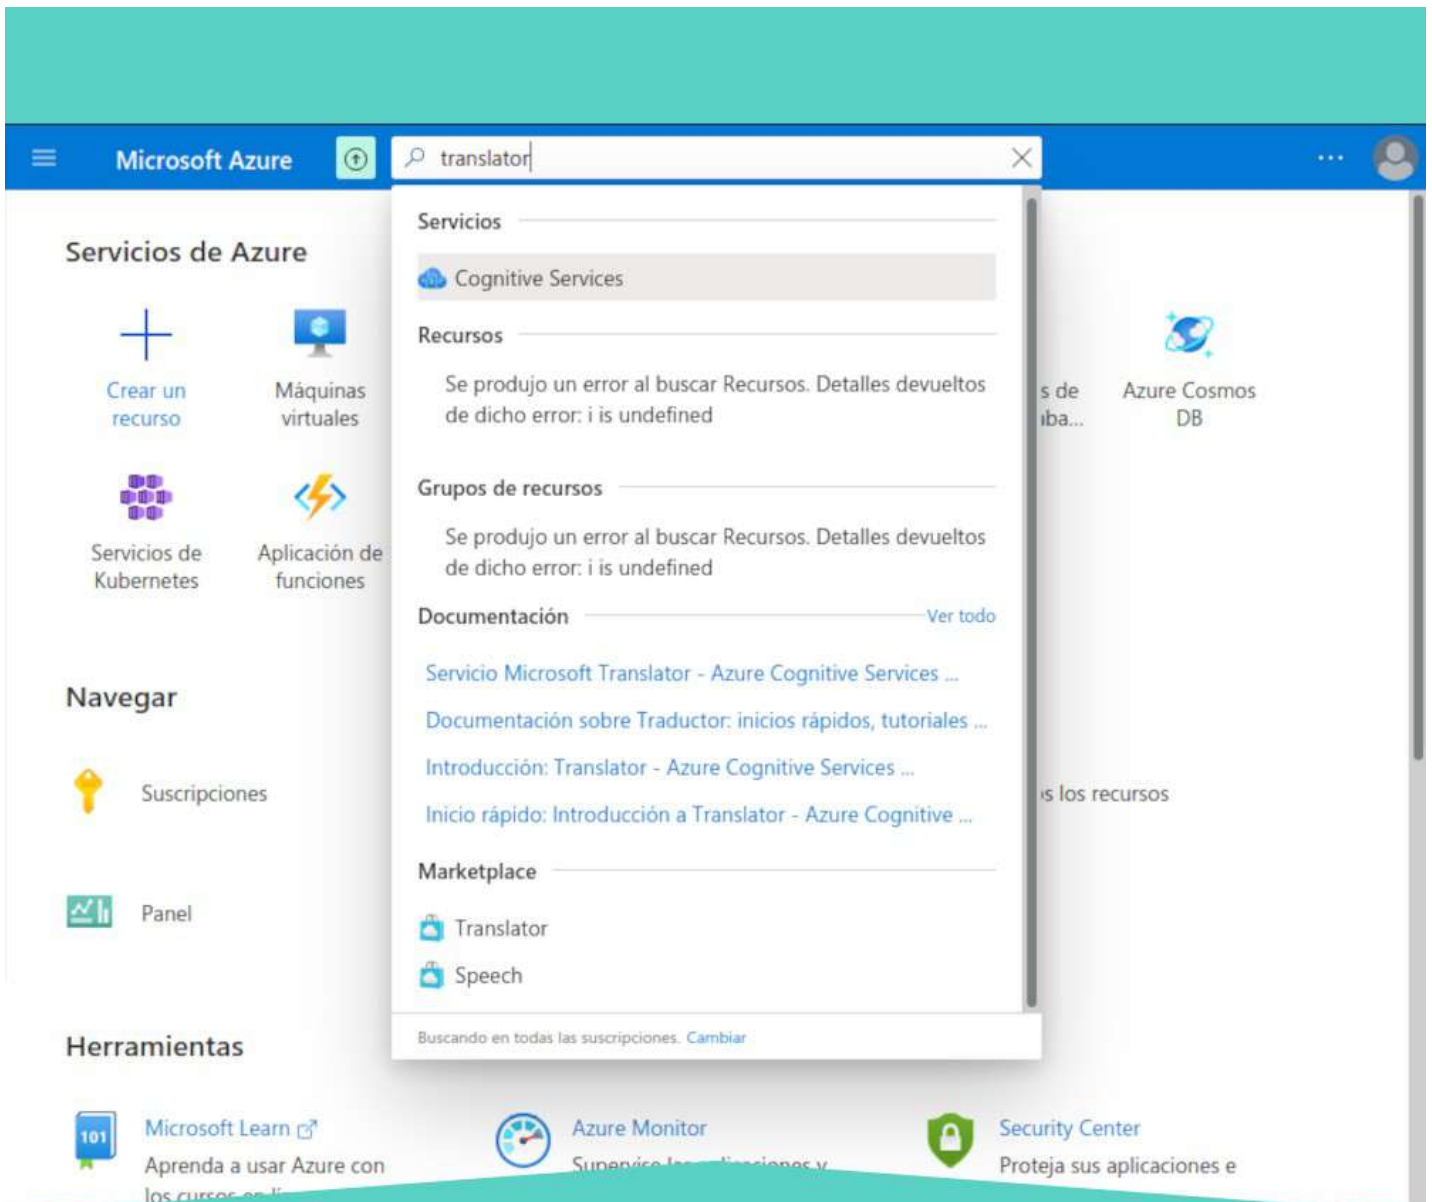 Microsoft Azure
translator
Servicios
Cognitive Services
Recursos
Se produjo un error al buscar Recursos. Detalles devueltos
de dicho error: i is undefined
Grupos de recursos
Se produjo un error al buscar Recursos. Detalles devueltos
de dicho error: i is undefined
Documentación
Ver todo
Servicio Microsoft Translator - Azure Cognitive Services ...
Documentación sobre Traductor: inicios rápidos, tutoriales ...
Introducción: Translator - Azure Cognitive Services ...
Inicio rápido: Introducción a Translator - Azure Cognitive ...
Marketplace
Translator
Speech
Buscando en todas las suscripciones. Cambiar
Servicios de Azure
Crear un
recurso
Máquinas
virtuales
s de
Azure Cosmos
DB
Servicios de
Kubernetes
Aplicación de
funciones
Navegar
Suscripciones
s los recursos
Panel
Herramientas
101
Microsoft Learn
Aprenda a usar Azure con
los cursos
Azure Monitor
Security Center
Proteja sus aplicaciones e